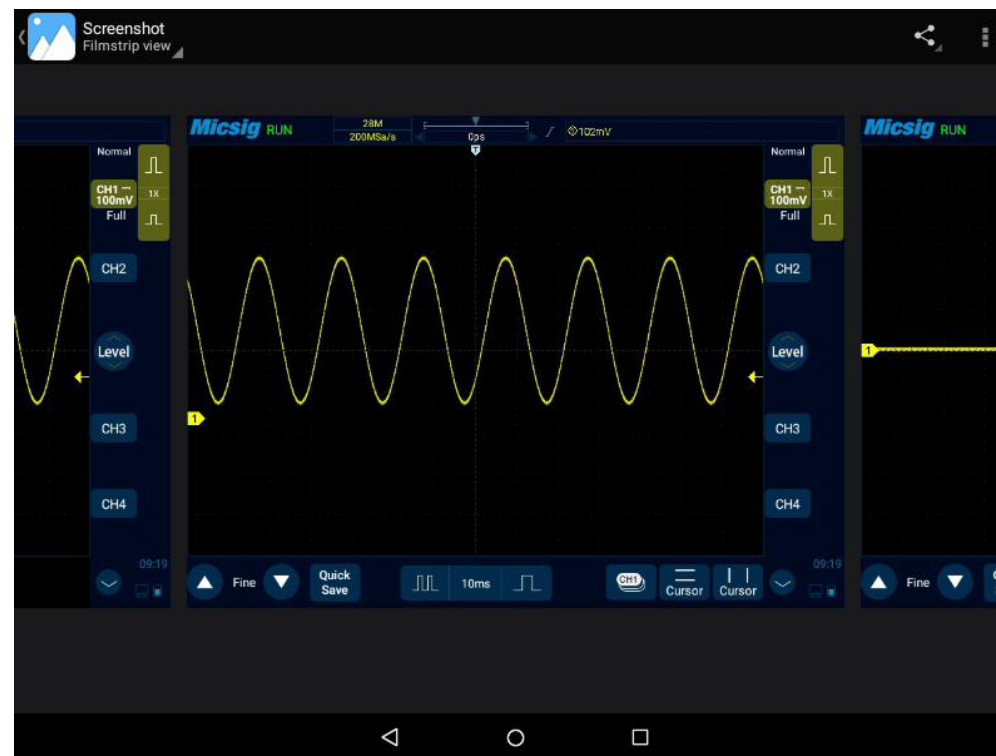 Screenshot
Filmstrip view
Micsig RUN
28M
200MSa/s
0ps
T
102mV
Micsig RUN
Normal
CH1
100mV
Full
1X
CH2
Level
CH3
CH4
09:19
Normal
CH1
100mV
Full
1X
CH2
Level
CH3
CH4
09:19
1
1
Fine
Quick
Save
10ms
CH1
Cursor
Cursor
Fine